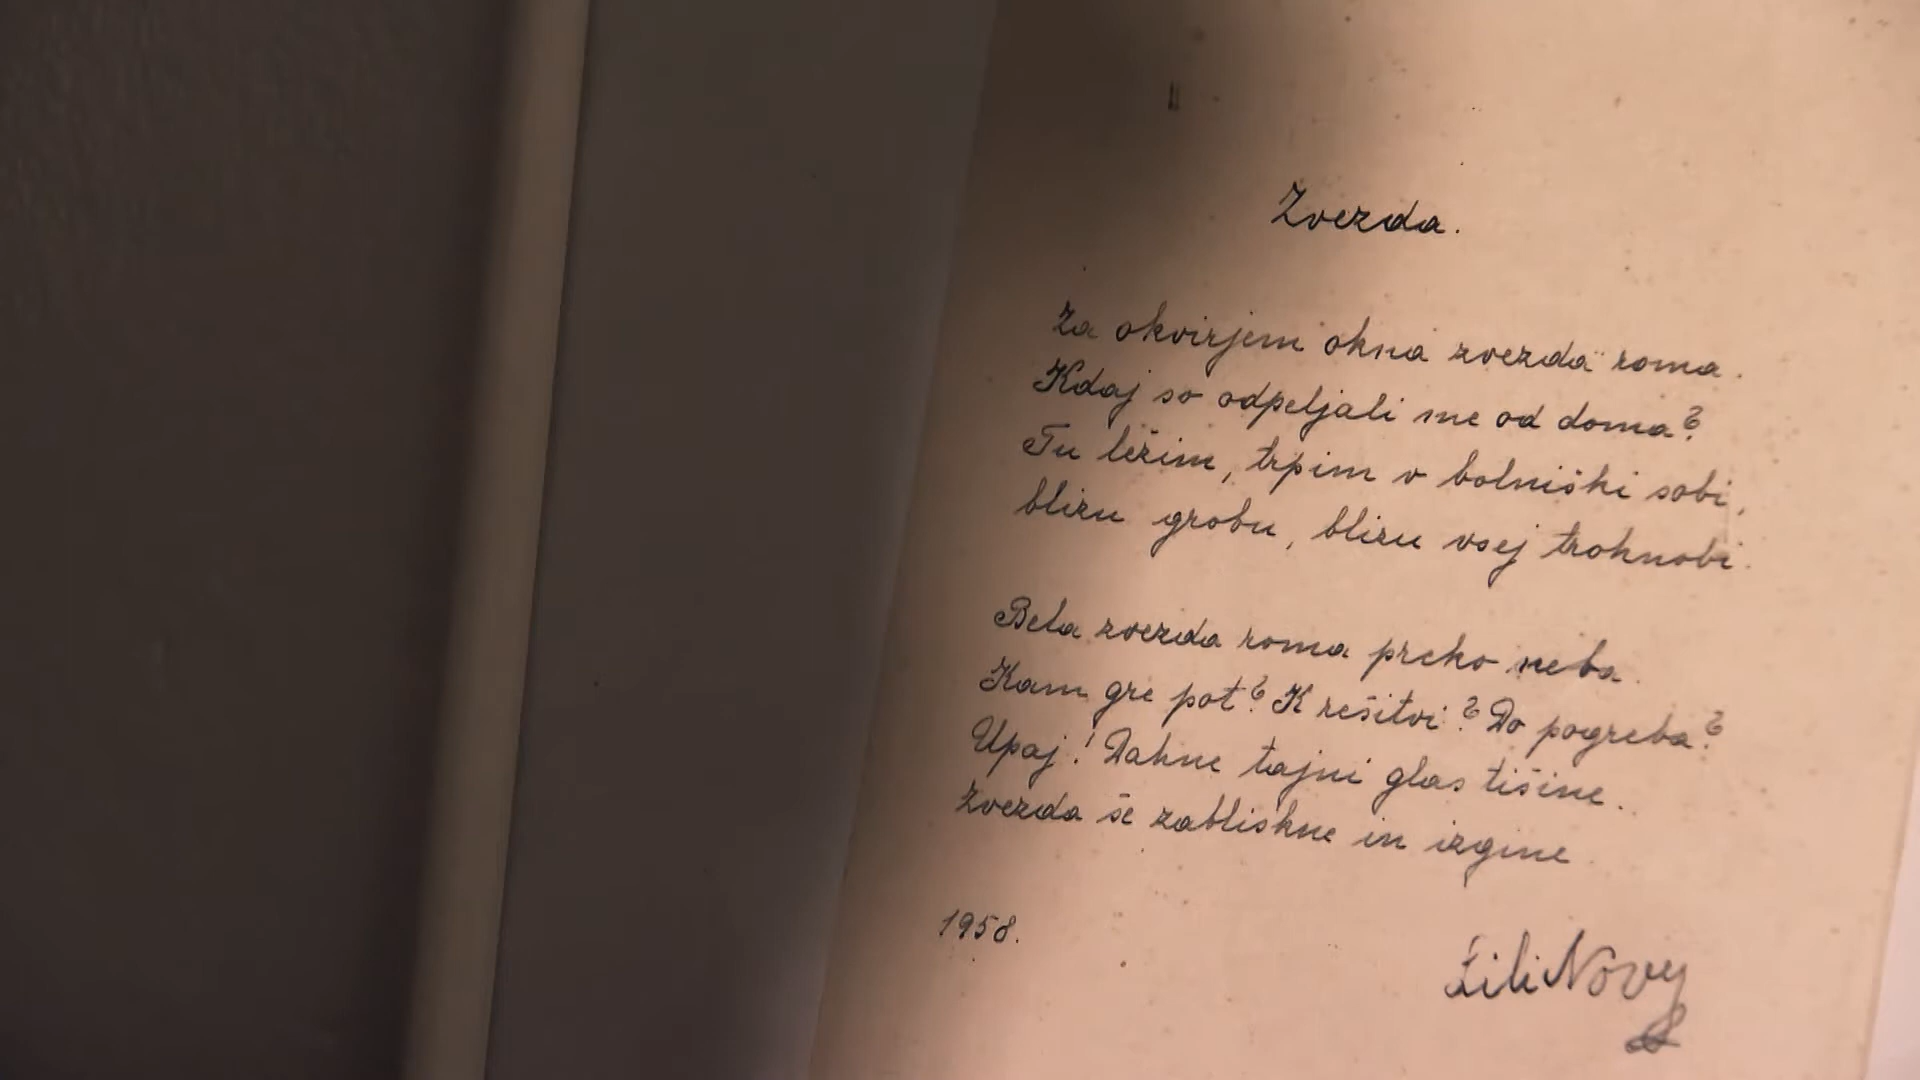 Zvezda.
Za okvirjem okna zvezda roma.
Kdaj so odpeljali me od doma?
Tu ležim, trpim v bolniški sobi,
blizu grobu, blizu vsej trohnobi.
Bela zvezda roma preko neba.
Kam gre pot? K rešitvi? Do pogreba?
Upaj! Dahne tajni glas tišine.
Zvezda še zabliskne in izgine.
1958.
Lili Novy